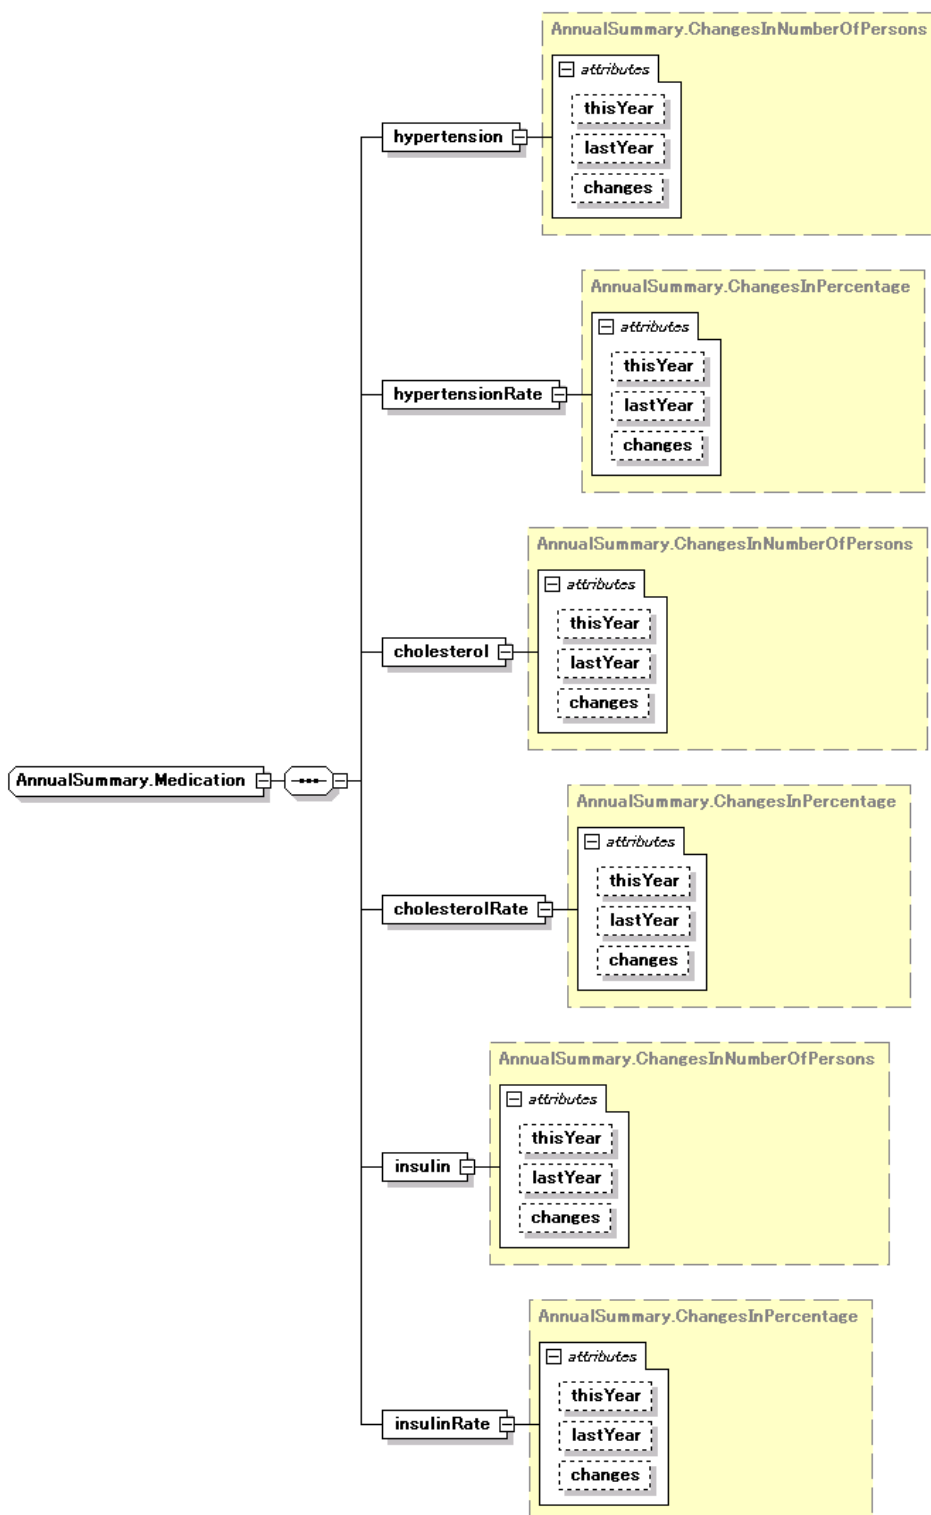 AnnualSummary.ChangesInNumberOfPersons
attributes
thisYear
hypertension
lastYear
changes
AnnualSummary.ChangesInPercentage
attributes
thisYear
hypertensionRate
lastYear
changes
AnnualSummary.ChangesInNumberOfPersons
attributes
thisYear
cholesterol
lastYear
changes
AnnualSummary.Medication
AnnualSummary.ChangesInPercentage
attributes
thisYear
cholesterolRate
lastYear
changes
AnnualSummary.ChangesInNumberOfPersons
attributes
thisYear
insulin
lastYear
changes
AnnualSummary.ChangesInPercentage
attributes
thisYear
insulinRate
lastYear
changes